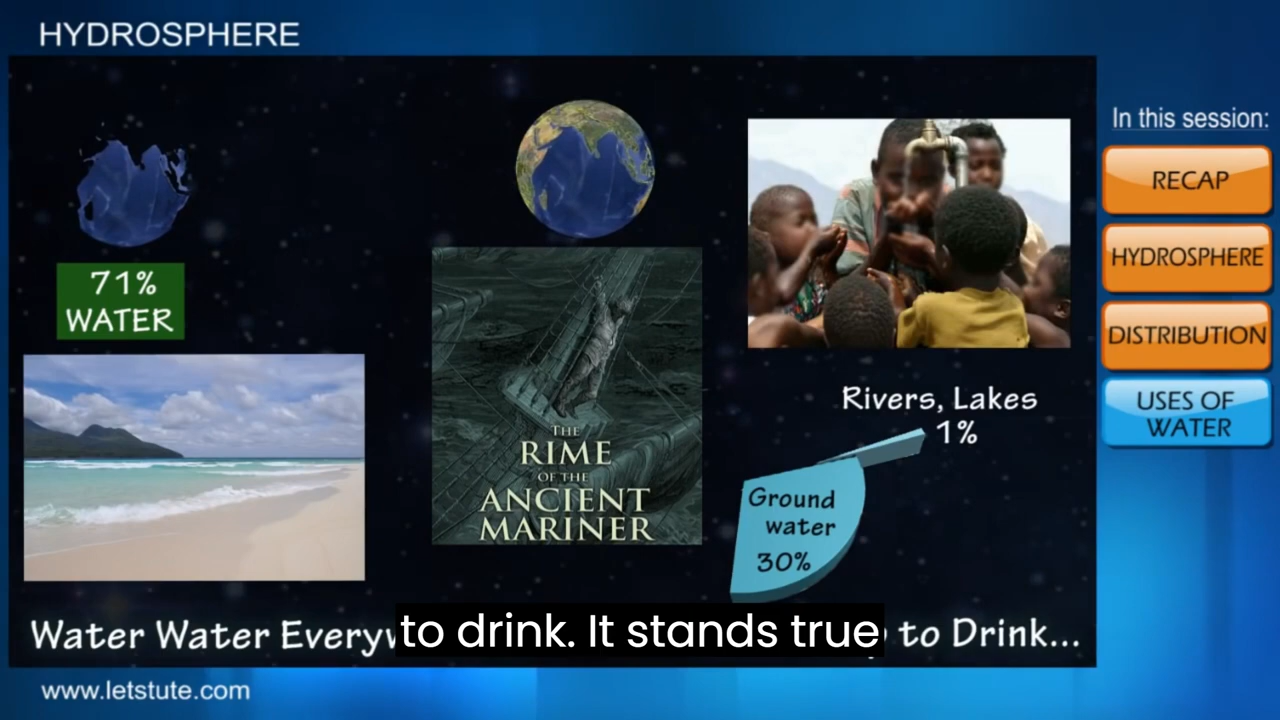 HYDROSPHERE
In this session:
RECAP
HYDROSPHERE
DISTRIBUTION
USES OF
WATER
71%
WATER
THE
RIME
OF THE
ANCIENT
MARINER
Rivers, Lakes
1%
Ground
water
30%
Water Water
to Drink...
to drink. It stands true
www.letstute.com